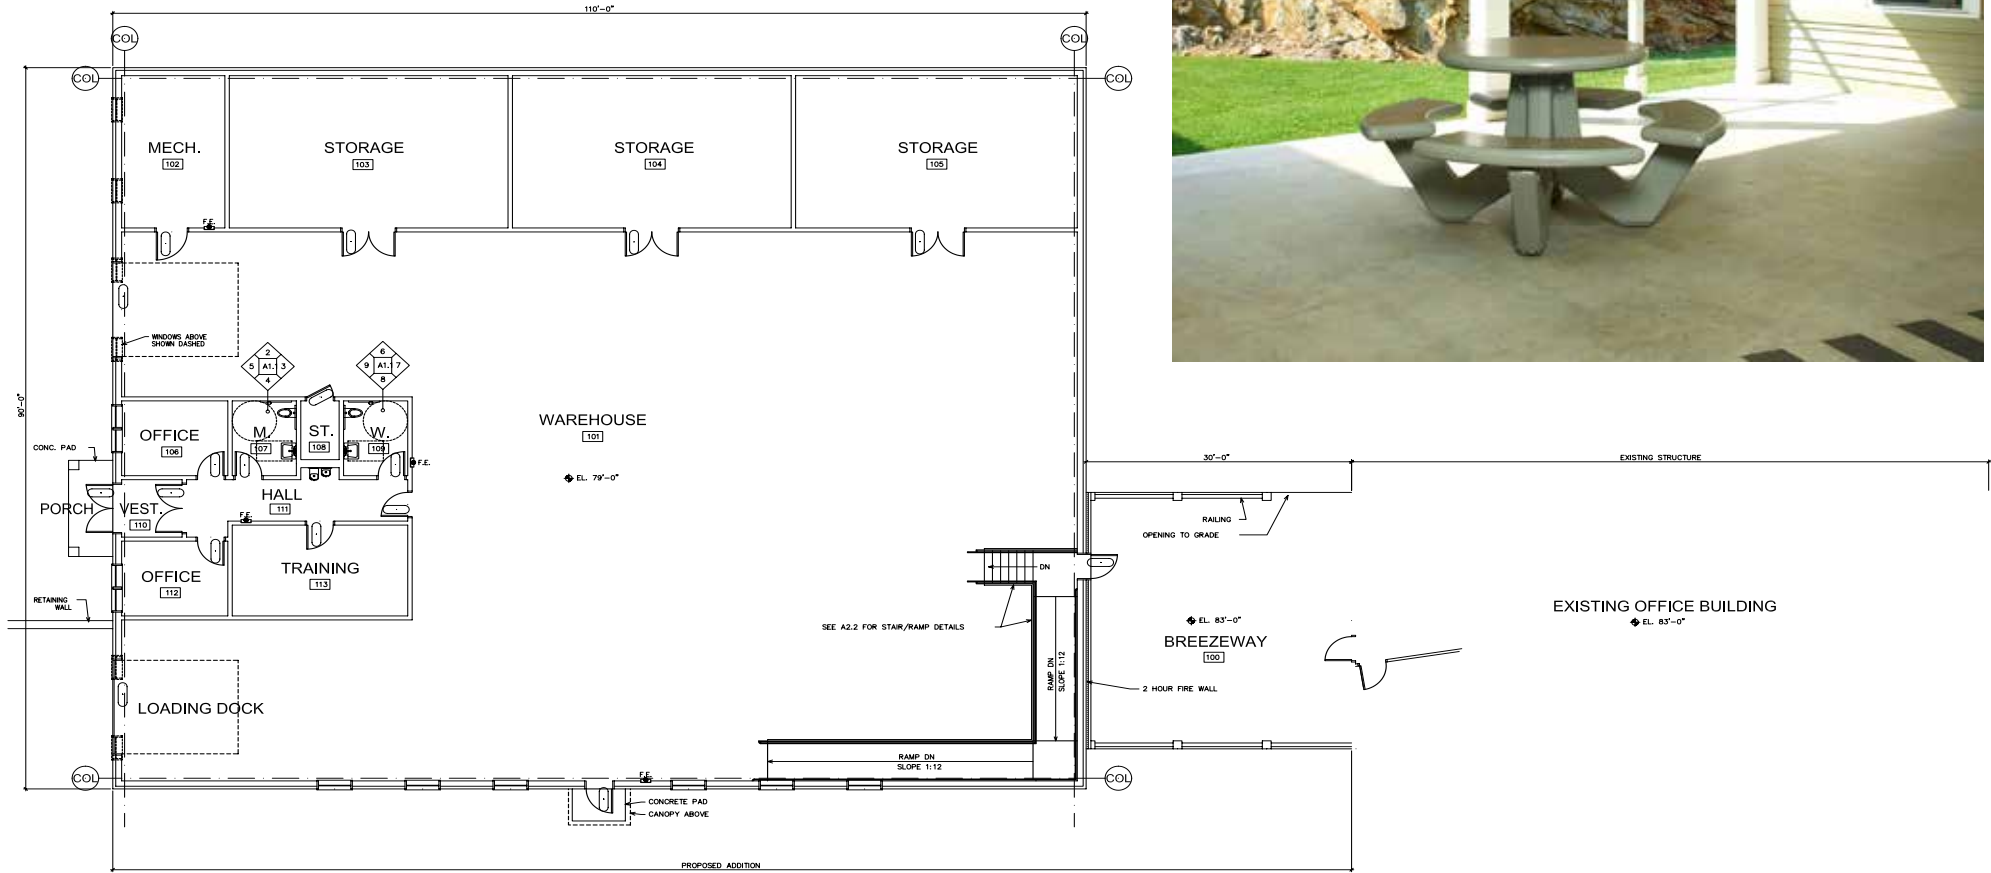 110'-0"
COL
COL
COL
COL
MECH.
102
STORAGE
103
STORAGE
104
STORAGE
105
F.E.
WINDOWS ABOVE
SHOWN DASHED
2
5 A1.1 3
4
6
9 A1.1 7
8
90'-0"
WAREHOUSE
101
EL. 79'-0"
OFFICE
106
M.
107
ST.
108
W.
109
F.E.
CONC. PAD
PORCH
VEST.
110
HALL
111
F.E.
OFFICE
112
TRAINING
113
RETAINING
WALL
LOADING DOCK
DN
SEE A2.2 FOR STAIR/RAMP DETAILS
RAMP DN
SLOPE 1:12
RAMP DN
SLOPE 1:12
F.E.
COL
COL
CONCRETE PAD
CANOPY ABOVE
30'-0"
EXISTING STRUCTURE
RAILING
OPENING TO GRADE
EL. 83'-0"
BREEZEWAY
100
2 HOUR FIRE WALL
EXISTING OFFICE BUILDING
EL. 83'-0"
PROPOSED ADDITION